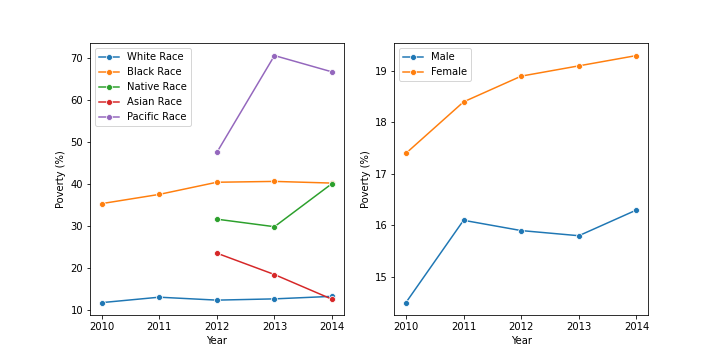 White Race
Black Race
Native Race
Asian Race
Pacific Race
70
60
50
40
30
20
10
Poverty (%)
2010 2011 2012 2013 2014
Year
Male
Female
19
18
17
16
15
Poverty (%)
2010 2011 2012 2013 2014
Year